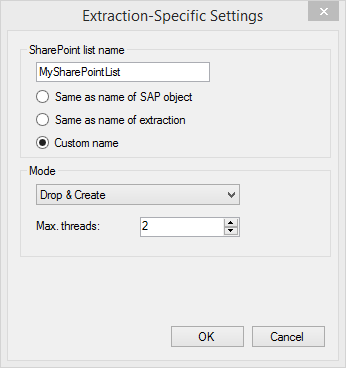 Extraction-Specific Settings
SharePoint list name
MySharePointList
Same as name of SAP object
Same as name of extraction
Custom name
Mode
Drop & Create
Max. threads: 2
OK Cancel